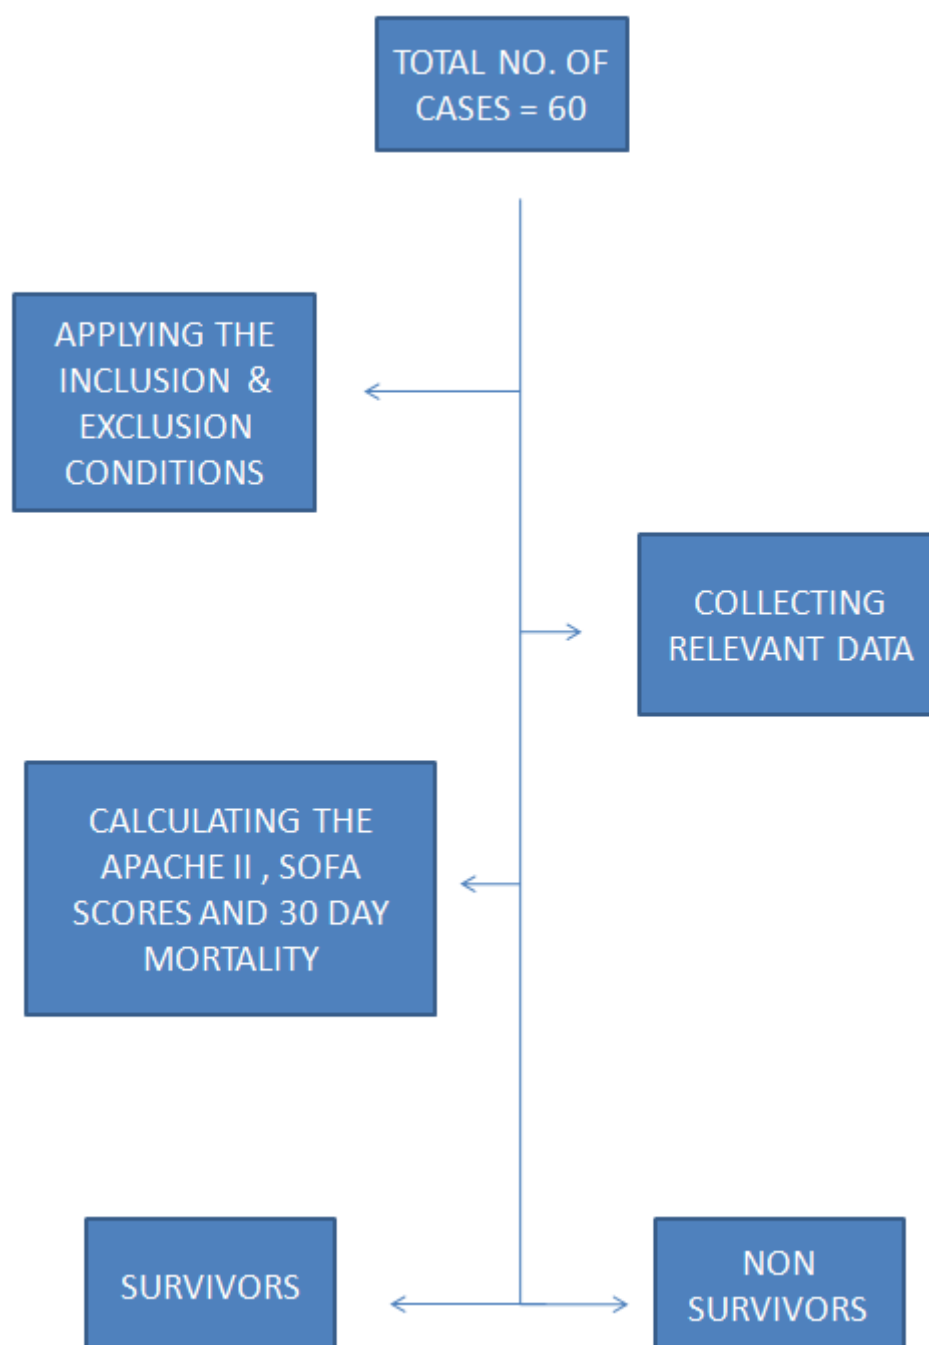 TOTAL NO. OF
CASES = 60
APPLYING THE
INCLUSION &
EXCLUSION
CONDITIONS
COLLECTING
RELEVANT DATA
CALCULATING THE
APACHE II , SOFA
SCORES AND 30 DAY
MORTALITY
SURVIVORS
NON
SURVIVORS